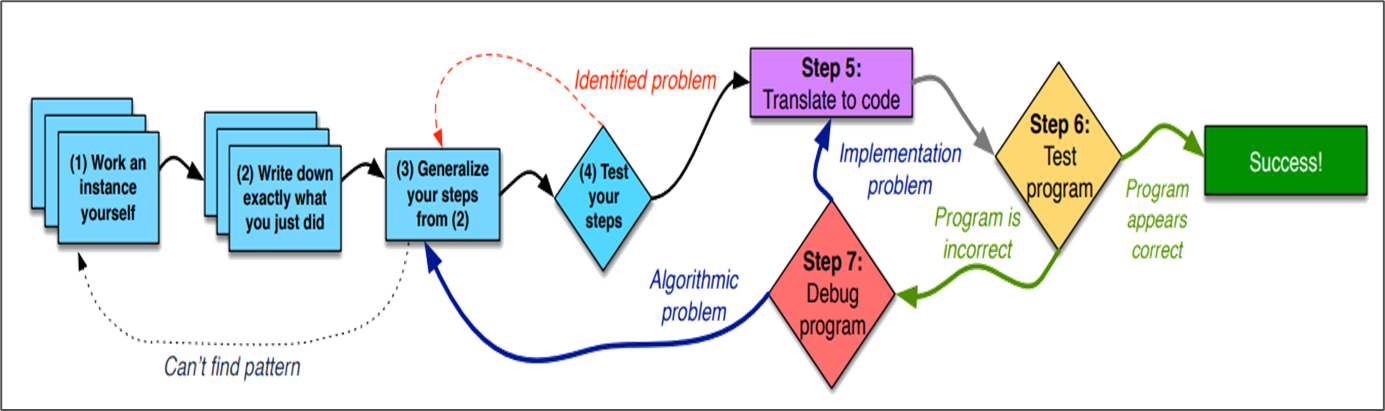 (1) Work an
instance
yourself
(2) Write down
exactly what
you just did
(3) Generalize
your steps
from (2)
(4) Test
your
steps
Identified problem
Can't find pattern
Step 5:
Translate to code
Step 6:
Test
program
Success!
Program
appears
correct
Program is
incorrect
Step 7:
Debug
program
Implementation
problem
Algorithmic
problem